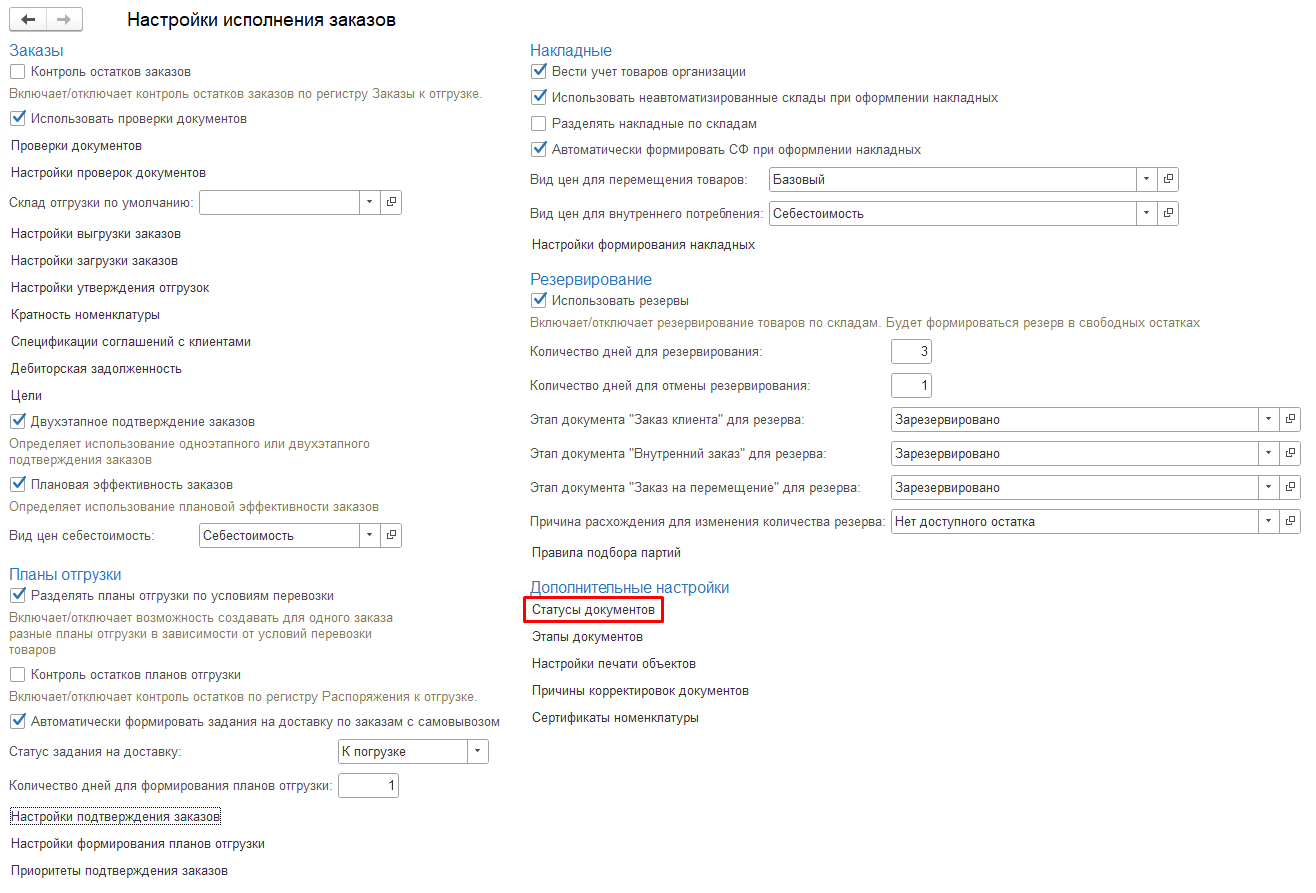 Настройки исполнения заказов
Заказы
Контроль остатков заказов
Включает/отключает контроль остатков заказов по регистру Заказы к отгрузке.
Использовать проверки документов
Проверки документов
Настройки проверок документов
Склад отгрузки по умолчанию:
Настройки выгрузки заказов
Настройки загрузки заказов
Настройки утверждения отгрузок
Кратность номенклатуры
Спецификации соглашений с клиентами
Дебиторская задолженность
Цели
Двухэтапное подтверждение заказов
Определяет использование одноэтапного или двухэтапного
подтверждения заказов
Плановая эффективность заказов
Определяет использование плановой эффективности заказов
Вид цен себестоимость: Себестоимость
Планы отгрузки
Разделять планы отгрузки по условиям перевозки
Включает/отключает возможность создавать для одного заказа
разные планы отгрузки в зависимости от условий перевозки
товаров
Контроль остатков планов отгрузки
Включает/отключает контроль остатков по регистру Распоряжения к отгрузке.
Автоматически формировать задания на доставку по заказам с самовывозом
Статус задания на доставку: К погрузке
Количество дней для формирования планов отгрузки: 1
Настройки подтверждения заказов
Настройки формирования планов отгрузки
Приоритеты подтверждения заказов
Накладные
Вести учет товаров организации
Использовать неавтоматизированные склады при оформлении накладных
Разделять накладные по складам
Автоматически формировать СФ при оформлении накладных
Вид цен для перемещения товаров: Базовый
Вид цен для внутреннего потребления: Себестоимость
Настройки формирования накладных
Резервирование
Использовать резервы
Включает/отключает резервирование товаров по складам. Будет формироваться резерв в свободных остатках
Количество дней для резервирования: 3
Количество дней для отмены резервирования: 1
Этап документа "Заказ клиента" для резерва: Зарезервировано
Этап документа "Внутренний заказ" для резерва: Зарезервировано
Этап документа "Заказ на перемещение" для резерва: Зарезервировано
Причина расхождения для изменения количества резерва: Нет доступного остатка
Правила подбора партий
Дополнительные настройки
Статусы документов
Этапы документов
Настройки печати объектов
Причины корректировок документов
Сертификаты номенклатуры